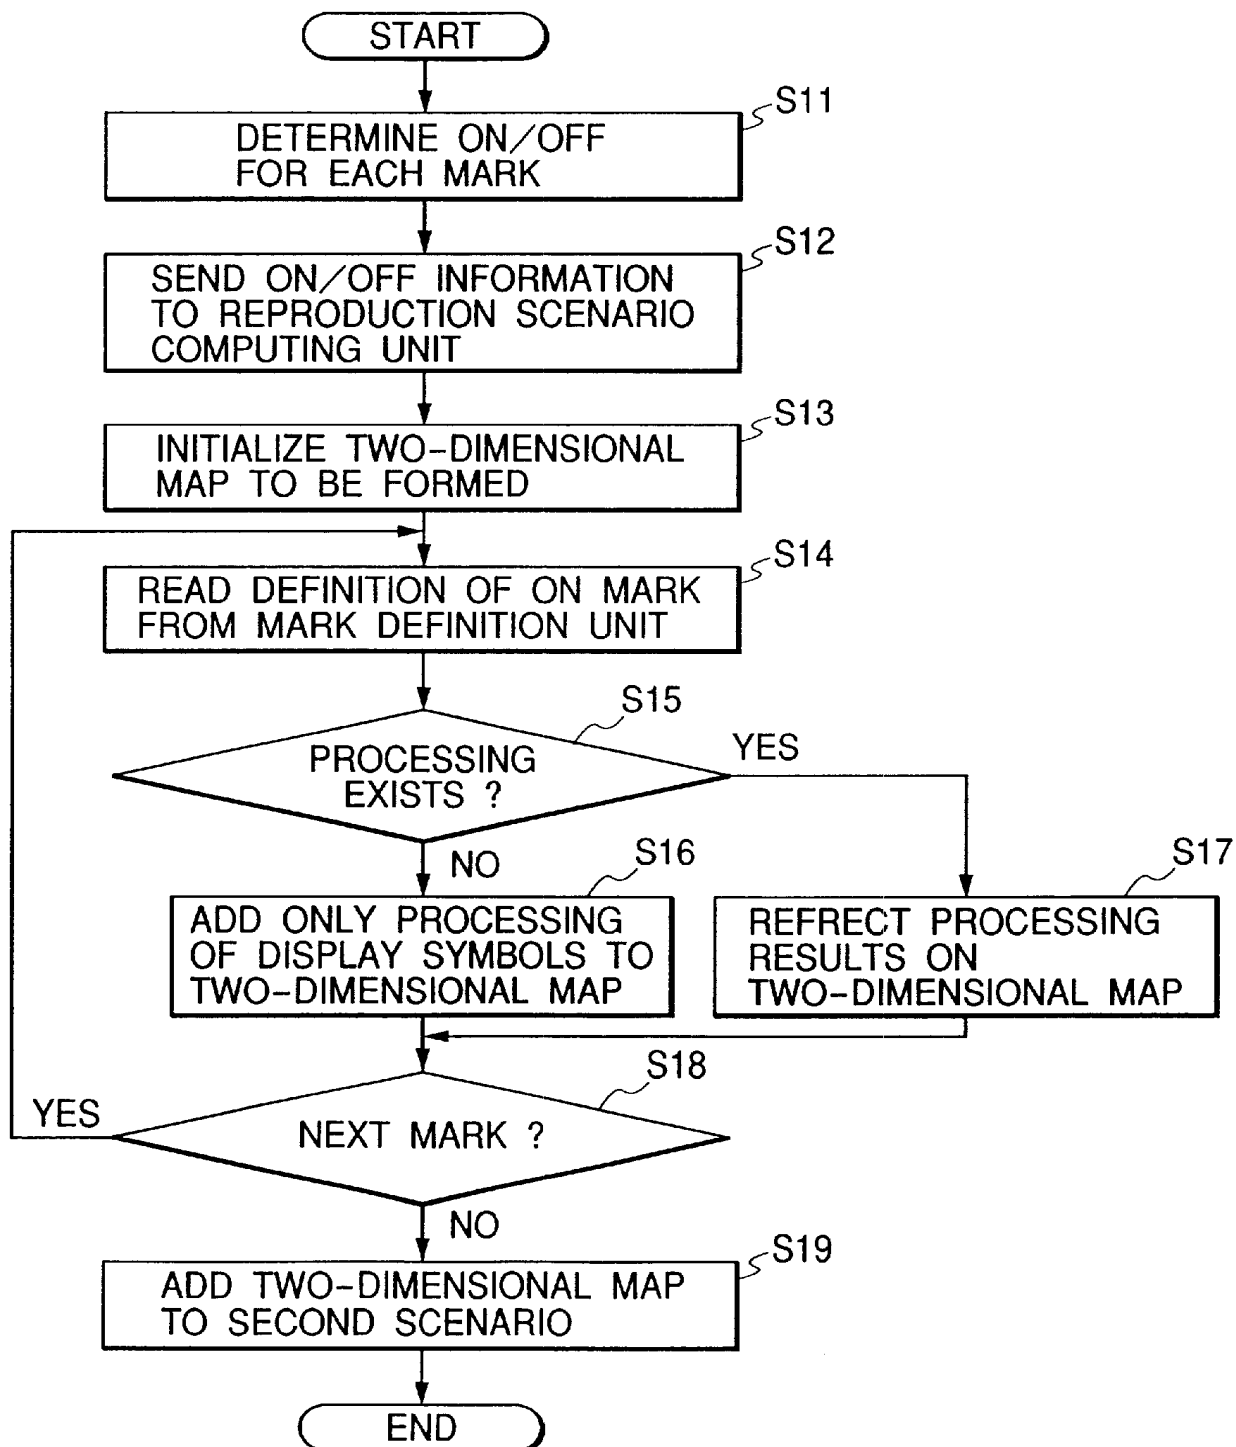 START
S11
DETERMINE ON/OFF
FOR EACH MARK
S12
SEND ON/OFF INFORMATION
TO REPRODUCTION SCENARIO
COMPUTING UNIT
S13
INITIALIZE TWO-DIMENSIONAL
MAP TO BE FORMED
S14
READ DEFINITION OF ON MARK
FROM MARK DEFINITION UNIT
S15
PROCESSING
EXISTS ?
YES
NO
S16
ADD ONLY PROCESSING
OF DISPLAY SYMBOLS TO
TWO-DIMENSIONAL MAP
S17
REFRECT PROCESSING
RESULTS ON
TWO-DIMENSIONAL MAP
S18
YES
NEXT MARK ?
NO
S19
ADD TWO-DIMENSIONAL MAP
TO SECOND SCENARIO
END